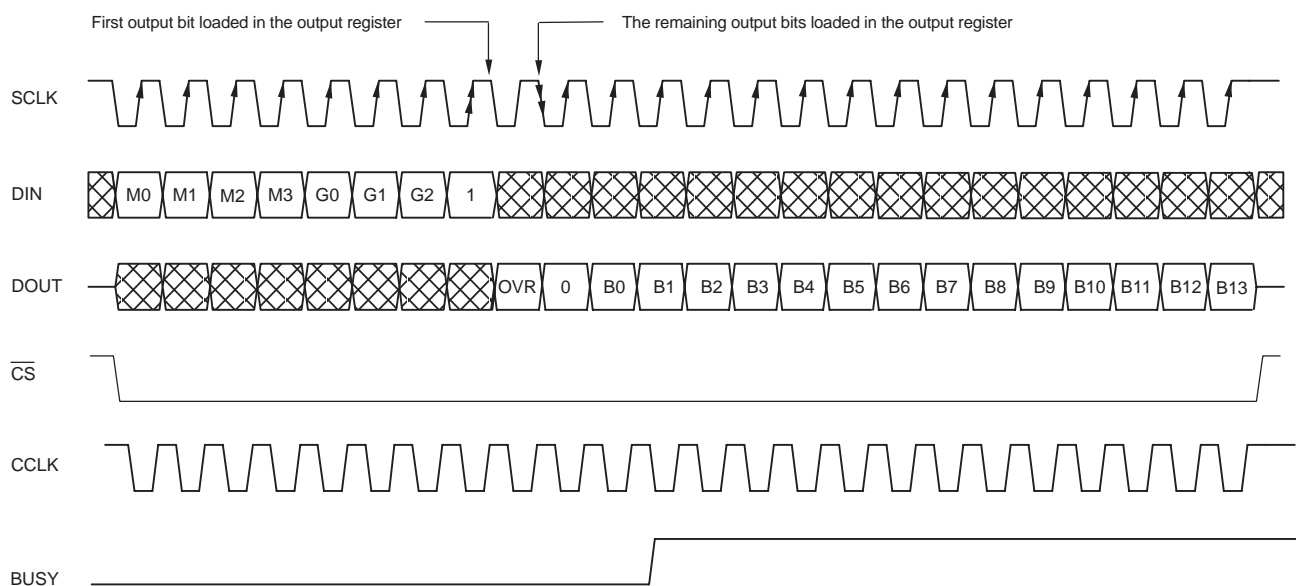 First output bit loaded in the output register The remaining output bits loaded in the output register
SCLK
DIN M0 M1 M2 M3 G0 G1 G2 1
DOUT OVR 0 B0 B1 B2 B3 B4 B5 B6 B7 B8 B9 B10 B11 B12 B13
CS
CCLK
BUSY